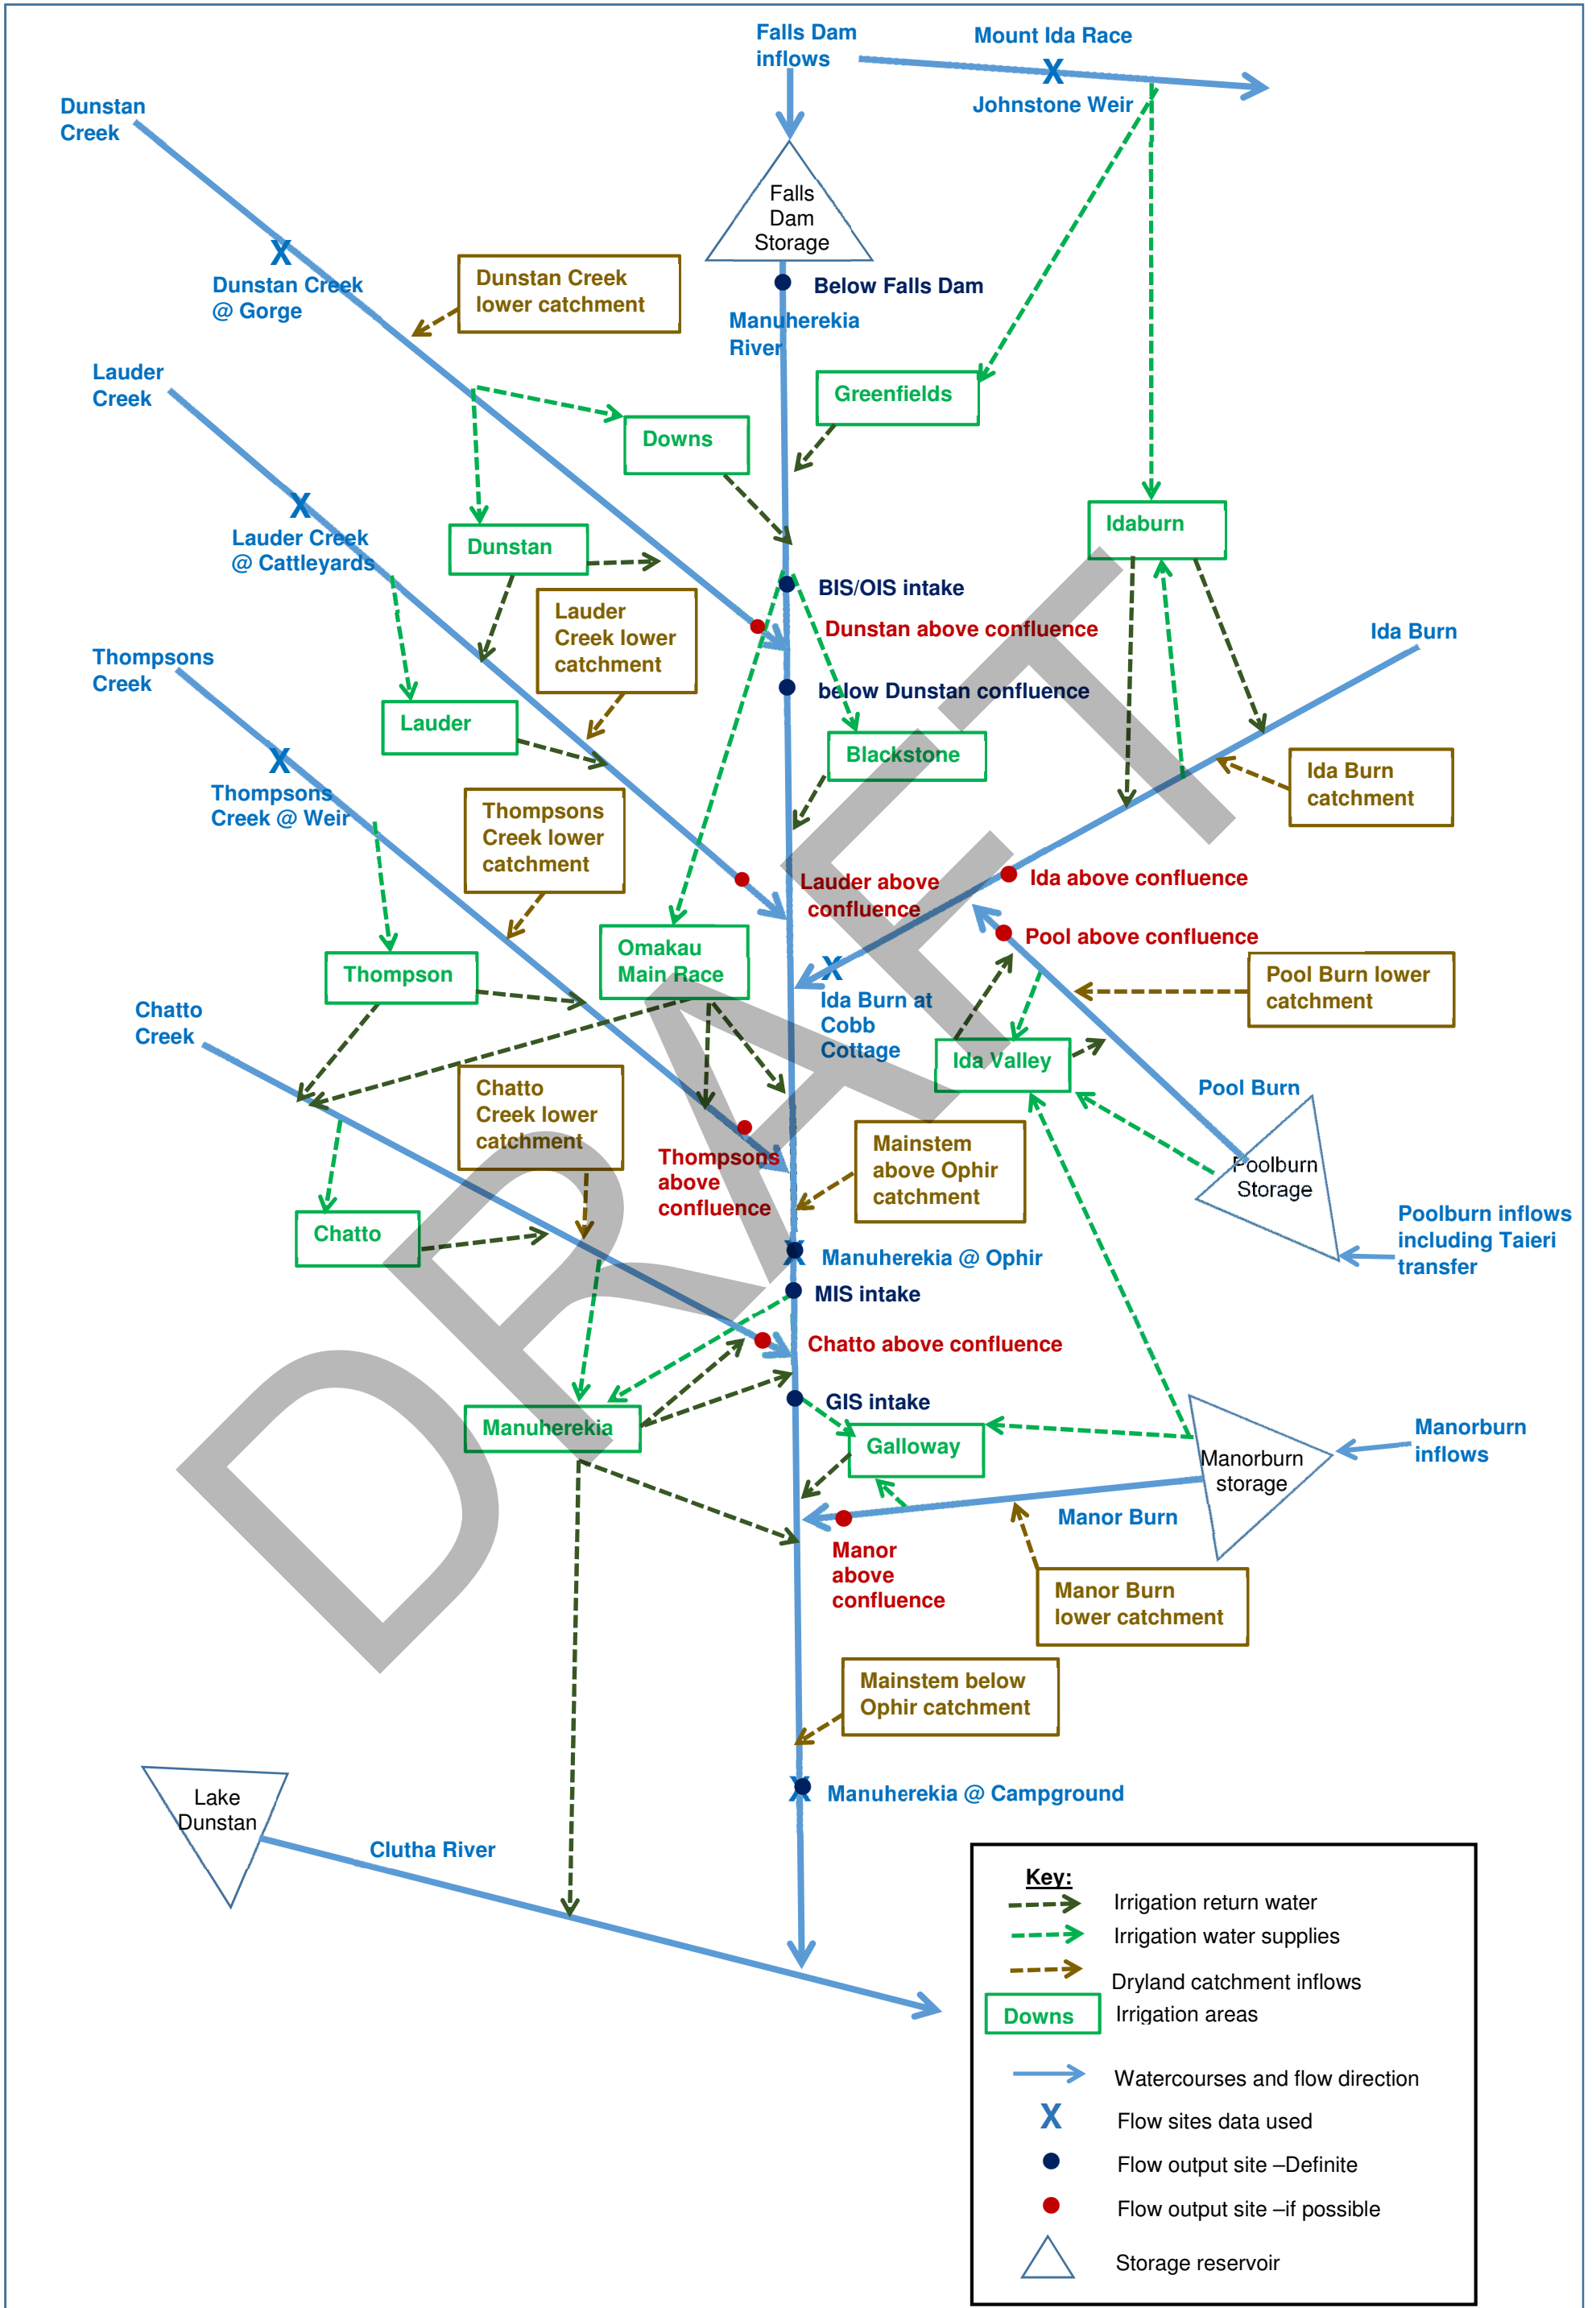 Falls Dam
inflows
Mount Ida Race
X
Johnstone Weir
Dunstan
Creek
Falls
Dam
Storage
X
Dunstan Creek
@ Gorge
Dunstan Creek
lower catchment
Below Falls Dam
Manuherekia
River
Lauder
Creek
Greenfields
Downs
X
Lauder Creek
@ Cattleyards
Dunstan
Idaburn
BIS/OIS intake
Lauder
Creek lower
catchment
Dunstan above confluence
Ida Burn
Thompsons
Creek
below Dunstan confluence
Lauder
Blackstone
X
Thompsons
Creek @ Weir
Ida Burn
catchment
Thompsons
Creek lower
catchment
Lauder above
confluence
Ida above confluence
Pool above confluence
Omakau
Main Race
Thompson
X
Ida Burn at
Cobb
Cottage
Pool Burn lower
catchment
Chatto
Creek
Ida Valley
Chatto
Creek lower
catchment
Pool Burn
Thompsons
above
confluence
Mainstem
above Ophir
catchment
Poolburn
Storage
Chatto
Poolburn inflows
including Taieri
transfer
X
Manuherekia @ Ophir
MIS intake
Chatto above confluence
GIS intake
Manuherekia
Galloway
Manorburn
storage
Manorburn
inflows
Manor Burn
Manor
above
confluence
Manor Burn
lower catchment
Mainstem below
Ophir catchment
X
Manuherekia @ Campground
Lake
Dunstan
Clutha River
DRAFT
Key:
Irrigation return water
Irrigation water supplies
Dryland catchment inflows
Downs
Irrigation areas
Watercourses and flow direction
X
Flow sites data used
Flow output site –Definite
Flow output site –if possible
Storage reservoir